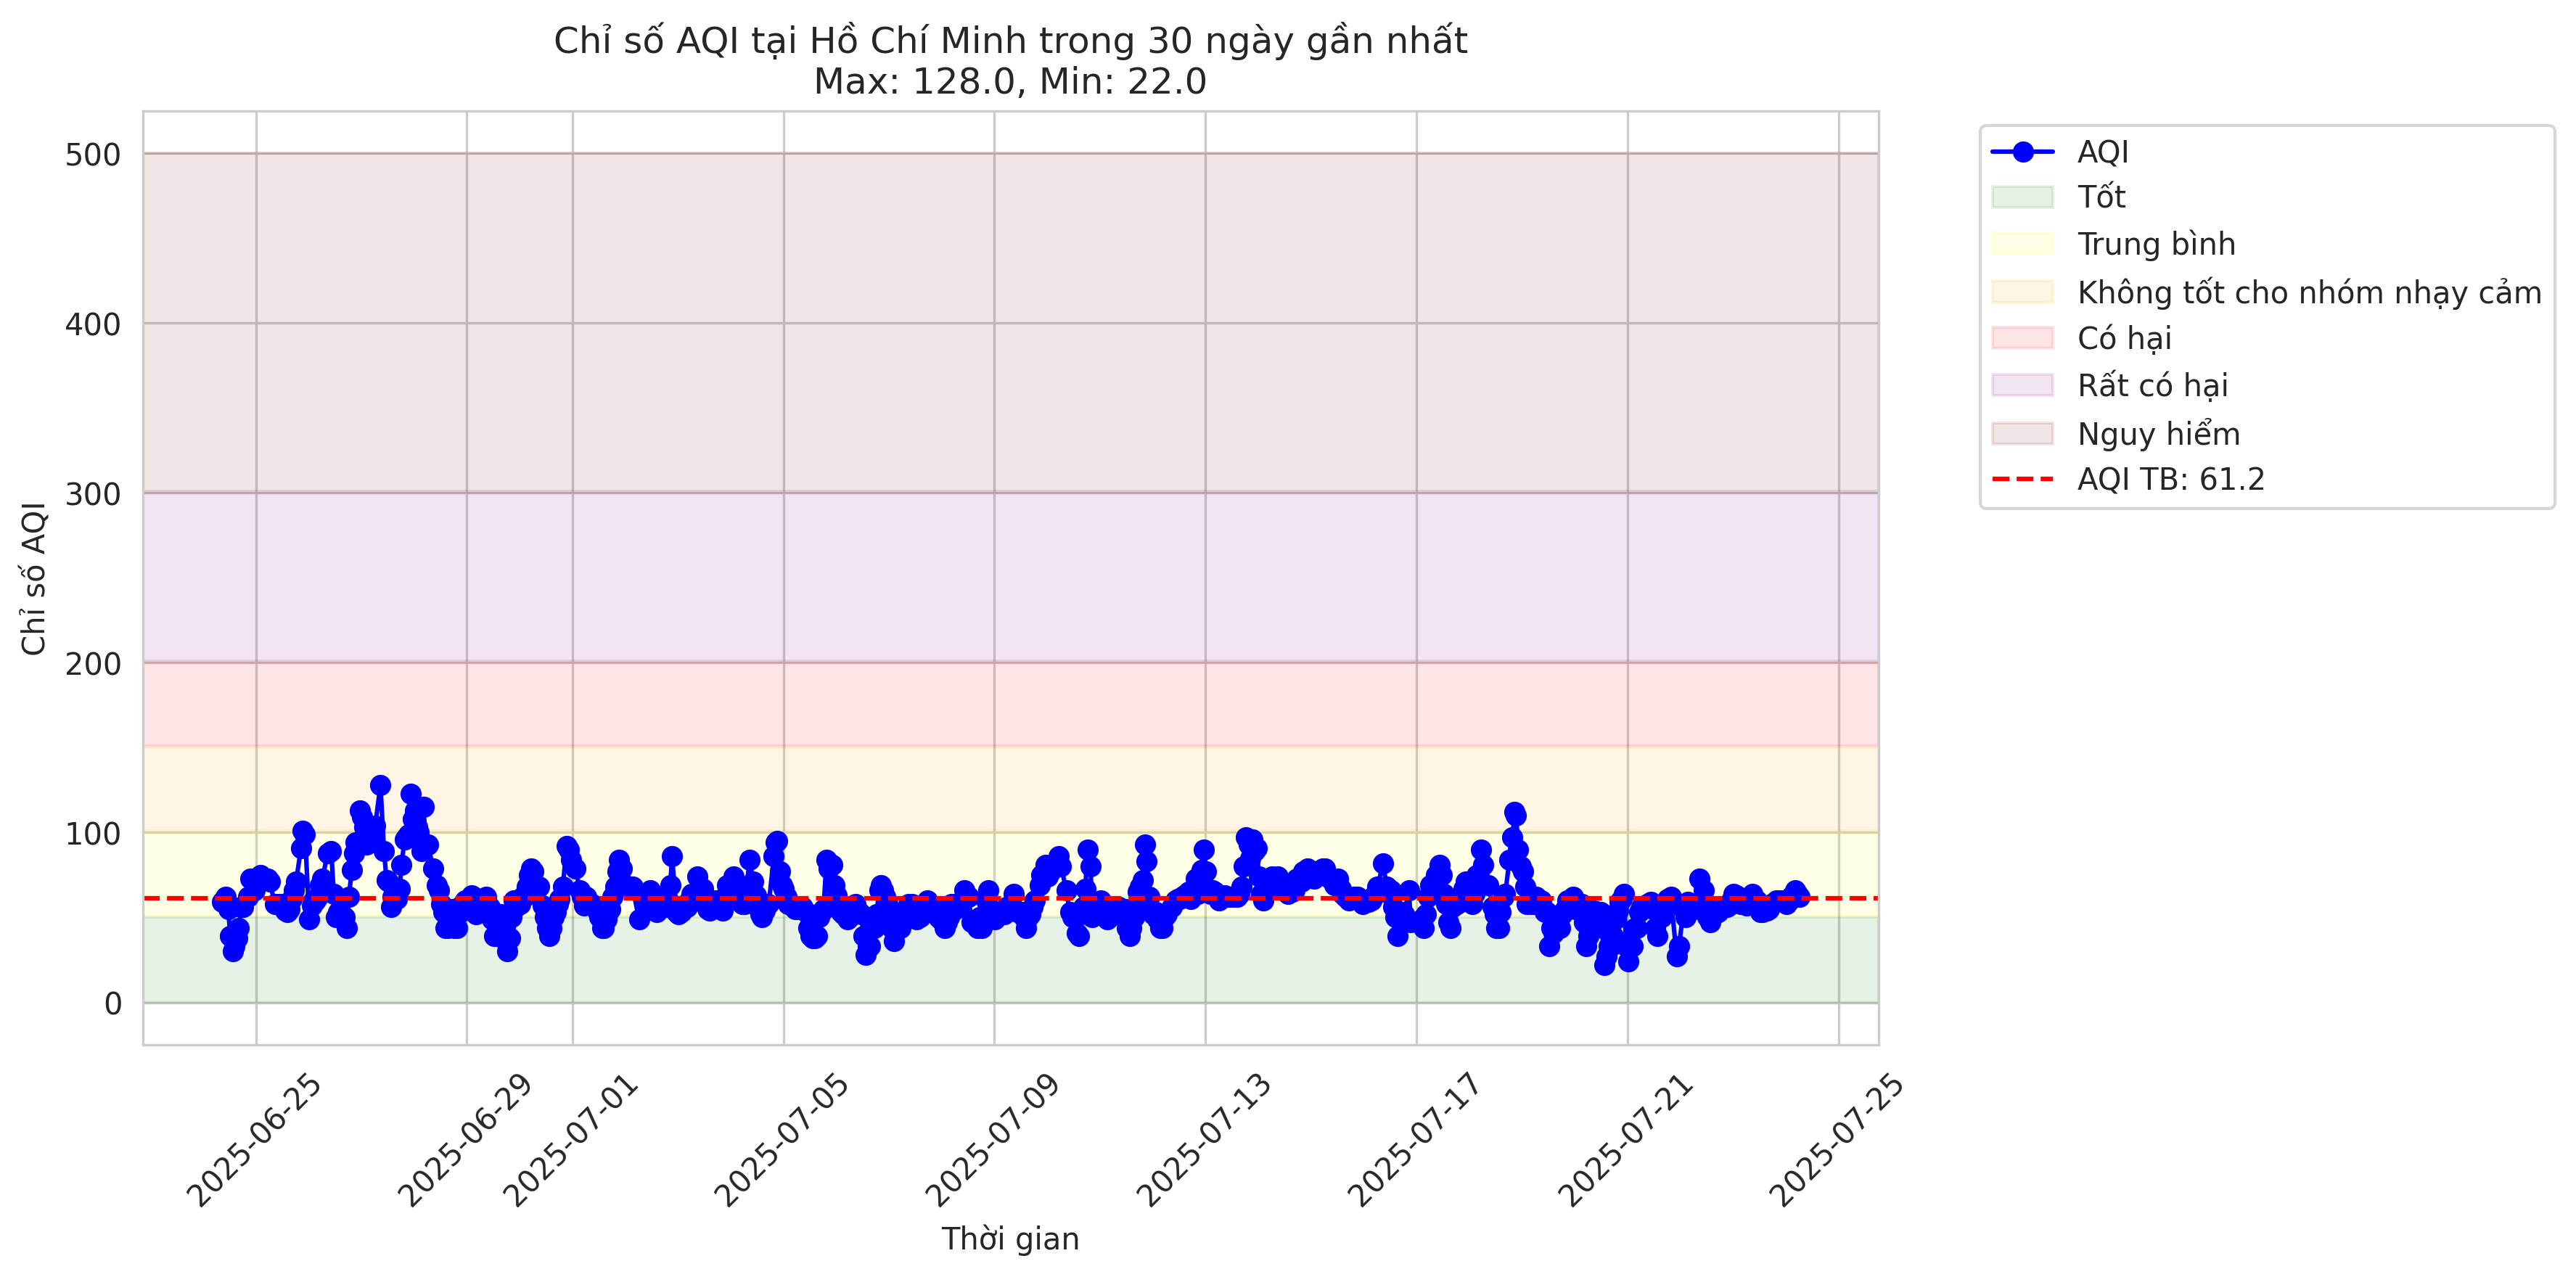 Chỉ số AQI tại Hồ Chí Minh trong 30 ngày gần nhất
Max: 128.0, Min: 22.0
Chỉ số AQI
500
400
300
200
100
0
2025-06-25
2025-06-29
2025-07-01
2025-07-05
2025-07-09
2025-07-13
2025-07-17
2025-07-21
2025-07-25
Thời gian
AQI
Tốt
Trung bình
Không tốt cho nhóm nhạy cảm
Có hại
Rất có hại
Nguy hiểm
AQI TB: 61.2